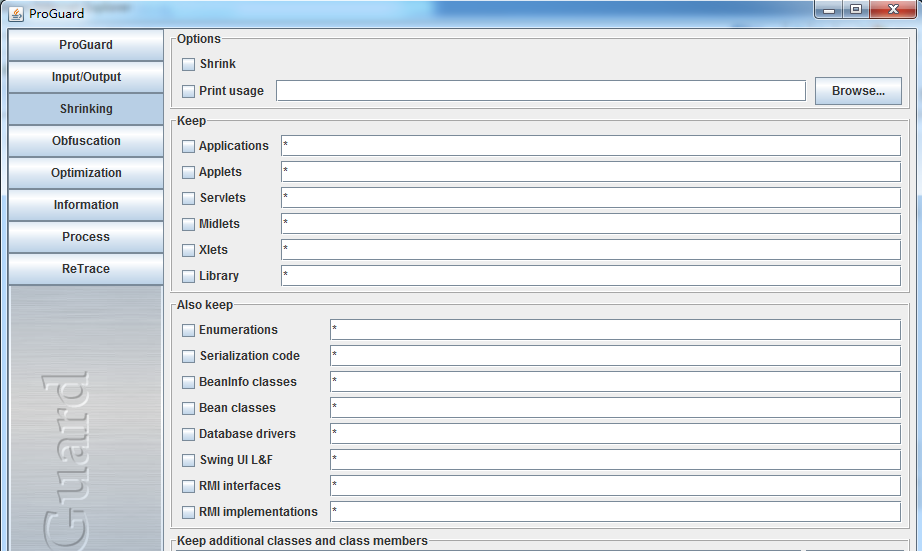 ProGuard
ProGuard
Input/Output
Shrinking
Obfuscation
Optimization
Information
Process
ReTrace
Guard
Options
Shrink
Print usage
Browse...
Keep
Applications *
Applets *
Servlets *
Midlets *
Xlets *
Library *
Also keep
Enumerations *
Serialization code *
BeanInfo classes *
Bean classes *
Database drivers *
Swing UI L&F *
RMI interfaces *
RMI implementations *
Keep additional classes and class members